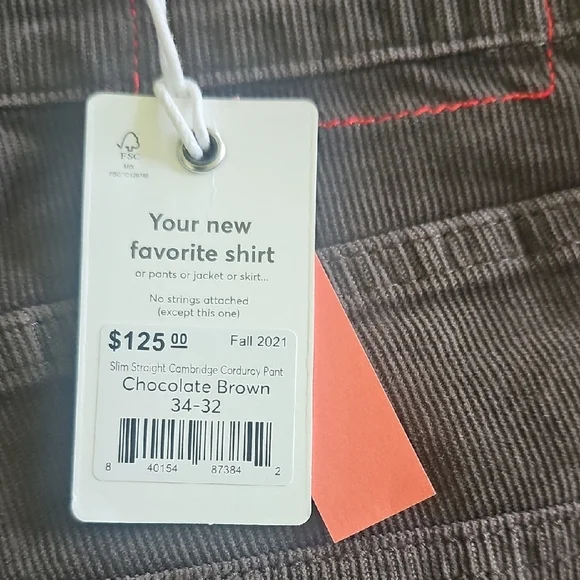 FSC
Your new
favorite shirt
or pants or jacket or skirt...
No strings attached
(except this one)
$125.00 Fall 2021
Slim Straight Cambridge Corduroy Pant
Chocolate Brown
34-32
8 40154 87384 2